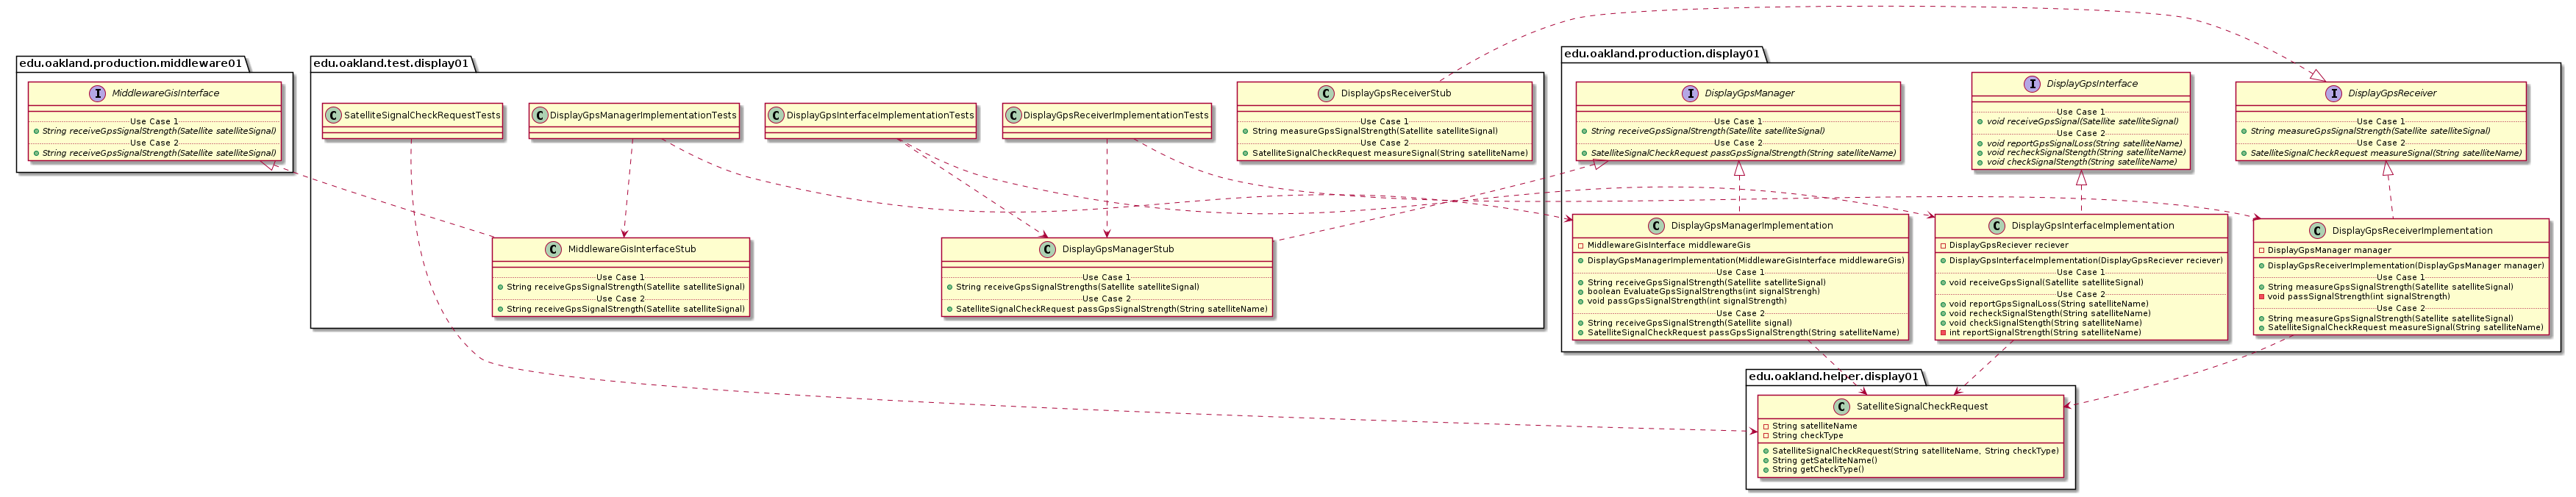 edu.oakland.production.middleware01
MiddlewareGisInterface
Use Case 1
String receiveGpsSignalStrength(Satellite satelliteSignal)
Use Case 2
String receiveGpsSignalStrength(Satellite satelliteSignal)
edu.oakland.test.display01
SatelliteSignalCheckRequestTests
DisplayGpsManagerImplementationTests
DisplayGpsInterfaceImplementationTests
DisplayGpsReceiverImplementationTests
DisplayGpsReceiverStub
Use Case 1
String measureGpsSignalStrength(Satellite satelliteSignal)
Use Case 2
SatelliteSignalCheckRequest measureSignal(String satelliteName)
MiddlewareGisInterfaceStub
Use Case 1
String receiveGpsSignalStrength(Satellite satelliteSignal)
Use Case 2
String receiveGpsSignalStrength(Satellite satelliteSignal)
DisplayGpsManagerStub
Use Case 1
String receiveGpsSignalStrengths(Satellite satelliteSignal)
Use Case 2
SatelliteSignalCheckRequest passGpsSignalStrength(String satelliteName)
edu.oakland.production.display01
DisplayGpsManager
Use Case 1
String receiveGpsSignalStrength(Satellite satelliteSignal)
Use Case 2
SatelliteSignalCheckRequest passGpsSignalStrength(String satelliteName)
DisplayGpsInterface
Use Case 1
void receiveGpsSignal(Satellite satelliteSignal)
Use Case 2
void reportGpsSignalLoss(String satelliteName)
void recheckSignalStength(String satelliteName)
void checkSignalStength(String satelliteName)
DisplayGpsReceiver
Use Case 1
String measureGpsSignalStrength(Satellite satelliteSignal)
Use Case 2
SatelliteSignalCheckRequest measureSignal(String satelliteName)
DisplayGpsManagerImplementation
MiddlewareGisInterface middlewareGis
DisplayGpsManagerImplementation(MiddlewareGisInterface middlewareGis)
Use Case 1
String receiveGpsSignalStrength(Satellite satelliteSignal)
boolean EvaluateGpsSignalStrengths(int signalStrengh)
void passGpsSignalStrength(int signalStrength)
Use Case 2
String receiveGpsSignalStrength(Satellite signal)
SatelliteSignalCheckRequest passGpsSignalStrength(String satelliteName)
DisplayGpsInterfaceImplementation
DisplayGpsReciever reciever
DisplayGpsInterfaceImplementation(DisplayGpsReciever reciever)
Use Case 1
void receiveGpsSignal(Satellite satelliteSignal)
Use Case 2
void reportGpsSignalLoss(String satelliteName)
void recheckSignalStength(String satelliteName)
void checkSignalStength(String satelliteName)
int reportSignalStrength(String satelliteName)
DisplayGpsReceiverImplementation
DisplayGpsManager manager
DisplayGpsReceiverImplementation(DisplayGpsManager manager)
Use Case 1
String measureGpsSignalStrength(Satellite satelliteSignal)
void passSignalStrength(int signalStrength)
Use Case 2
String measureGpsSignalStrength(Satellite satelliteSignal)
SatelliteSignalCheckRequest measureSignal(String satelliteName)
edu.oakland.helper.display01
SatelliteSignalCheckRequest
String satelliteName
String checkType
SatelliteSignalCheckRequest(String satelliteName, String checkType)
String getSatelliteName()
String getCheckType()